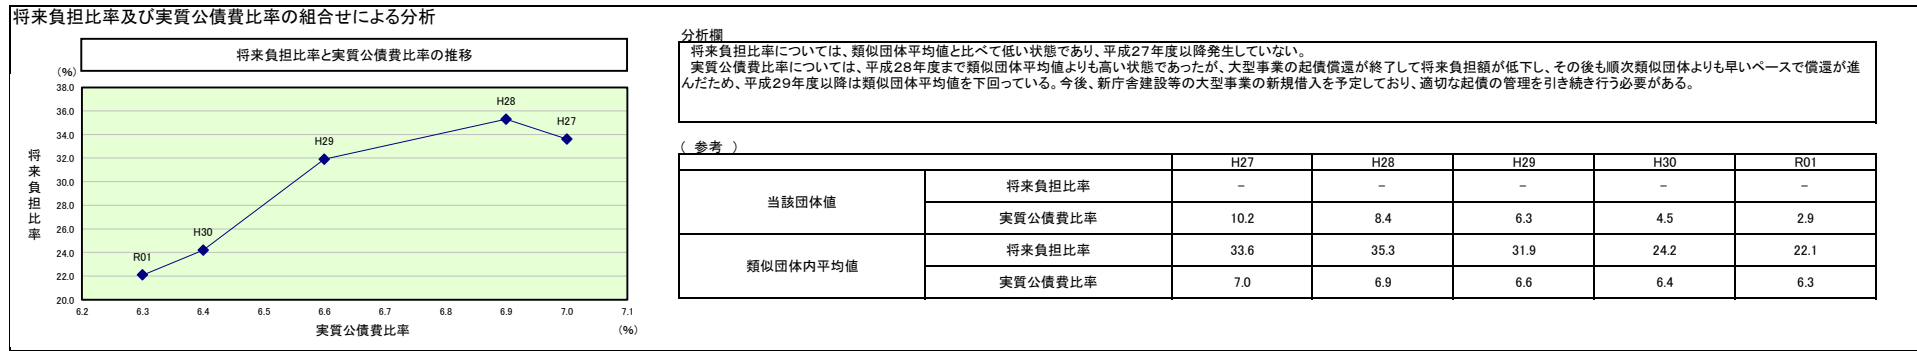 将来負担比率及び実質公債費比率の組合せによる分析
将来負担比率と実質公債費比率の推移
(%)
38.0
36.0
34.0
32.0
30.0
28.0
26.0
24.0
22.0
20.0
将来負担比率
H28
H27
H29
H30
R01
6.2 6.3 6.4 6.5 6.6 6.7 6.8 6.9 7.0 7.1
実質公債費比率 (%)
分析欄
将来負担比率については、類似団体平均値と比べて低い状態であり、平成27年度以降発生していない。
実質公債費比率については、平成28年度まで類似団体平均値よりも高い状態であったが、大型事業の起債償還が終了して将来負担額が低下し、その後も順次類似団体よりも早いペースで償還が進
んだため、平成29年度以降は類似団体平均値を下回っている。今後、新庁舎建設等の大型事業の新規借入を予定しており、適切な起債の管理を引き続き行う必要がある。
( 参考 )
H27 H28 H29 H30 R01
当該団体値 将来負担比率 － － － － －
実質公債費比率 10.2 8.4 6.3 4.5 2.9
類似団体内平均値 将来負担比率 33.6 35.3 31.9 24.2 22.1
実質公債費比率 7.0 6.9 6.6 6.4 6.3